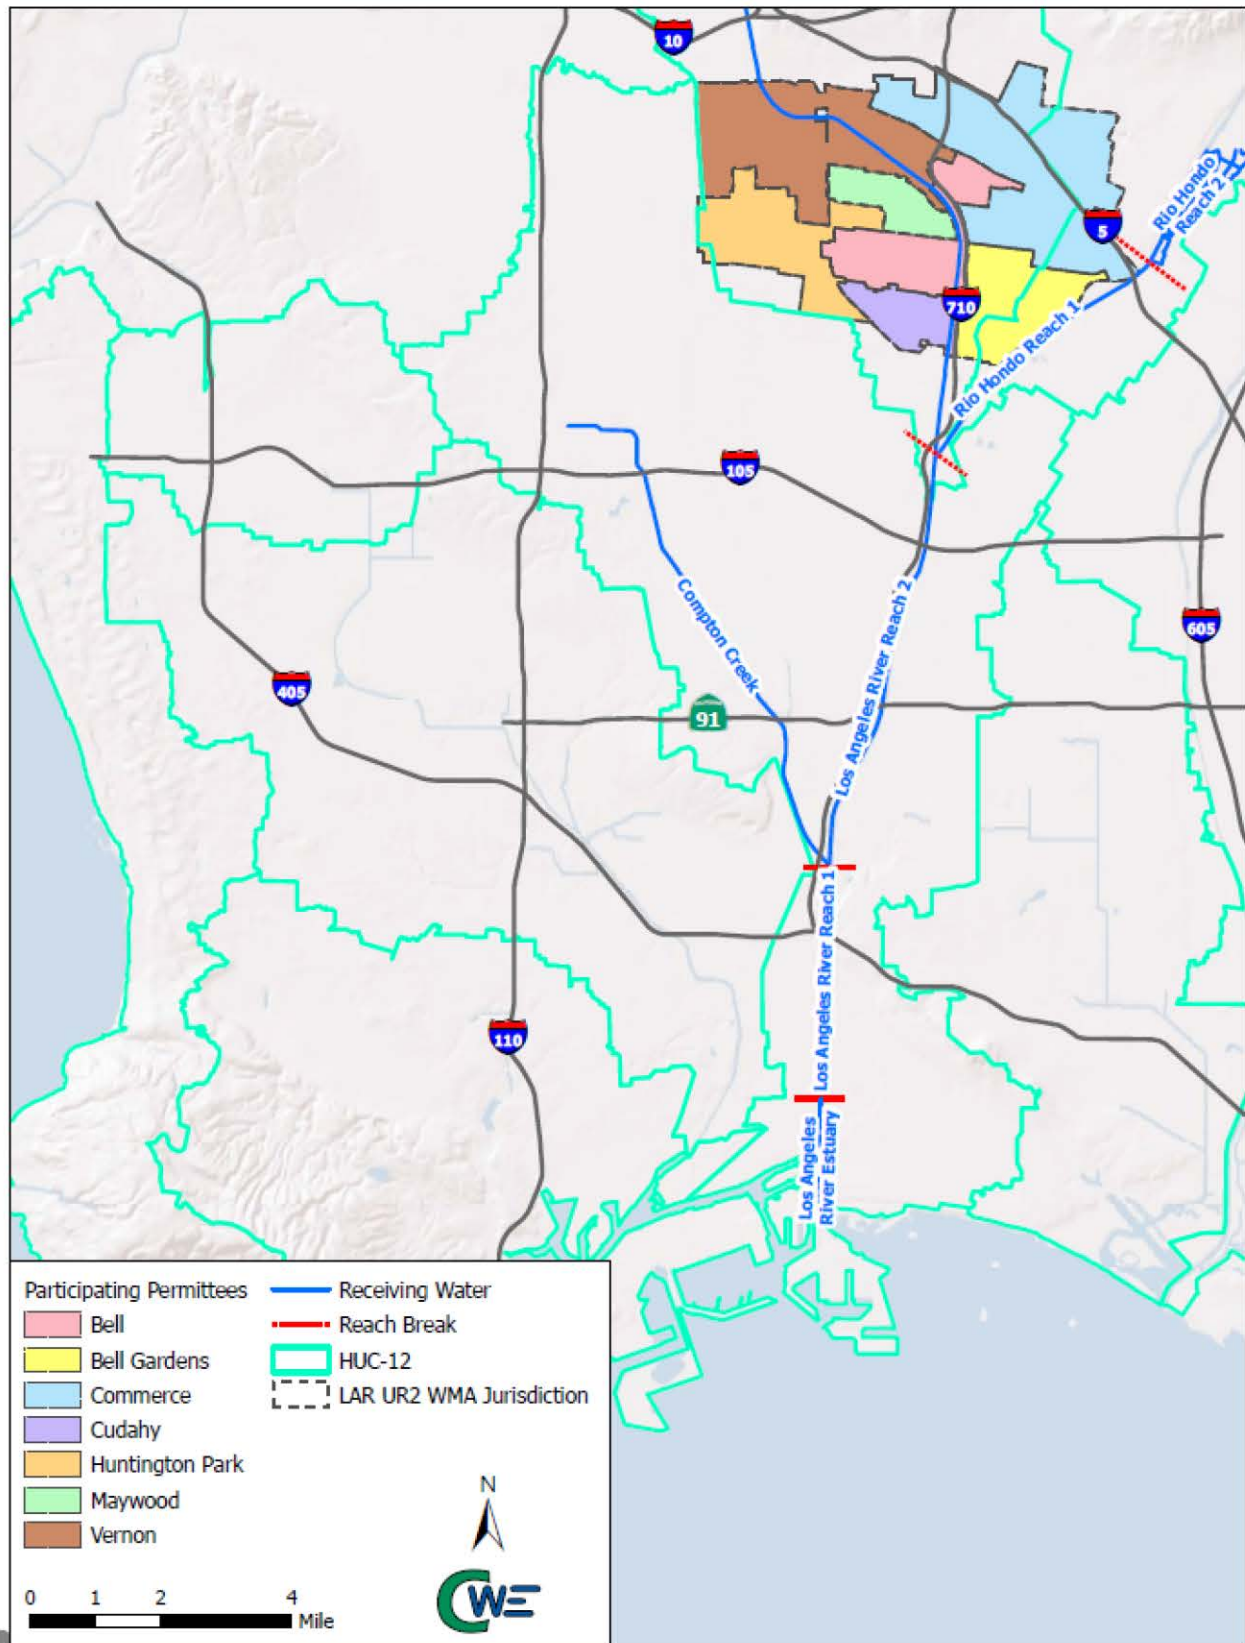 10
Rio Hondo
Reach 2
5
710
Rio Hondo Reach 1
105
Compton Creek
Los Angeles River Reach 2
605
405
91
Los Angeles River Reach 1
110
Los Angeles
River Estuary
Participating Permittees
Bell
Bell Gardens
Commerce
Cudahy
Huntington Park
Maywood
Vernon
Receiving Water
Reach Break
HUC-12
LAR UR2 WMA Jurisdiction
N
0 1 2 4
Mile
CWE